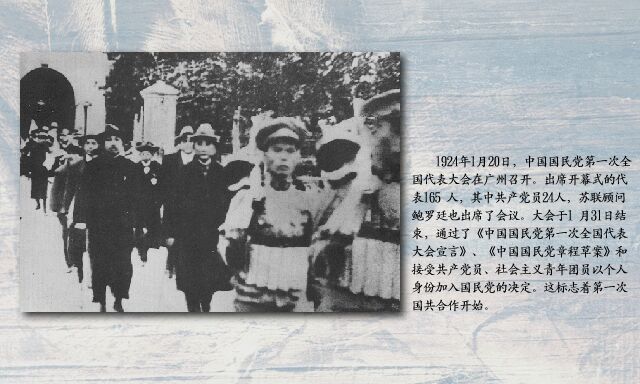 1924年1月20日，中国国民党第一次全
国代表大会在广州召开。出席开幕式的代
表165 人，其中共产党员24人，苏联顾问
鲍罗廷也出席了会议。大会于1 月31日结
束，通过了《中国国民党第一次全国代表
大会宣言》、《中国国民党章程草案》和
接受共产党员、社会主义青年团员以个人
身份加入国民党的决定。这标志着第一次
国共合作开始。